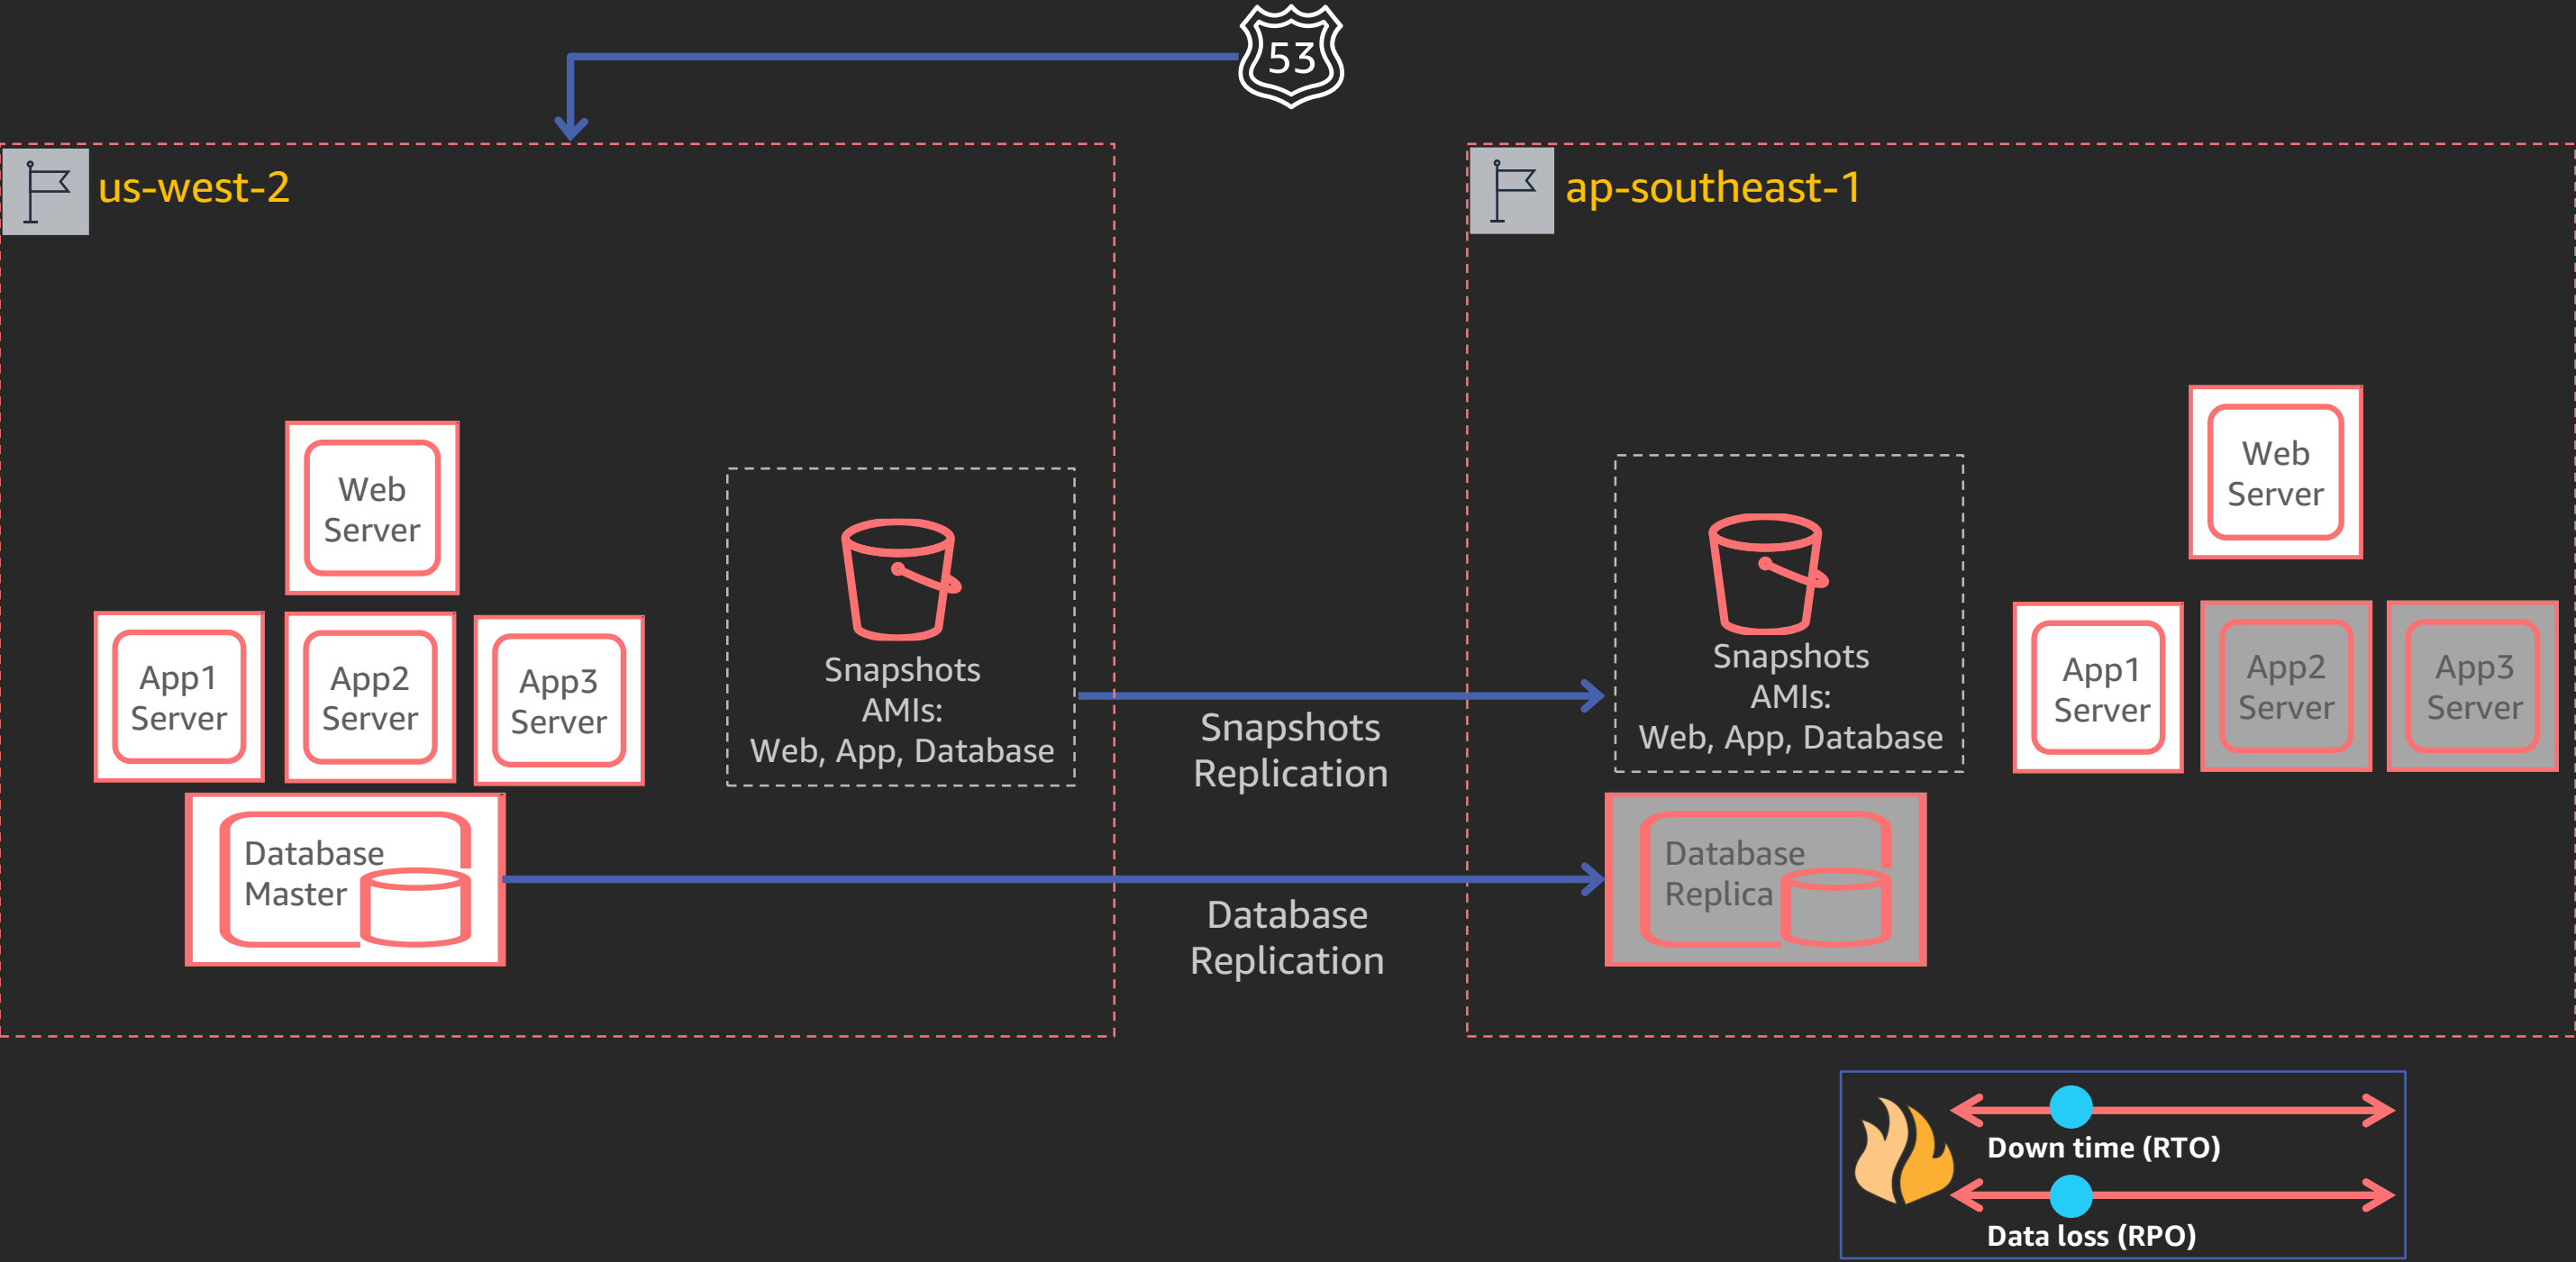 53
us-west-2
ap-southeast-1
Web
Server
App1
Server
App2
Server
App3
Server
Database
Master
Snapshots
AMIs:
Web, App, Database
Snapshots
Replication
Database
Replication
Snapshots
AMIs:
Web, App, Database
Database
Replica
Web
Server
App1
Server
App2
Server
App3
Server
Down time (RTO)
Data loss (RPO)